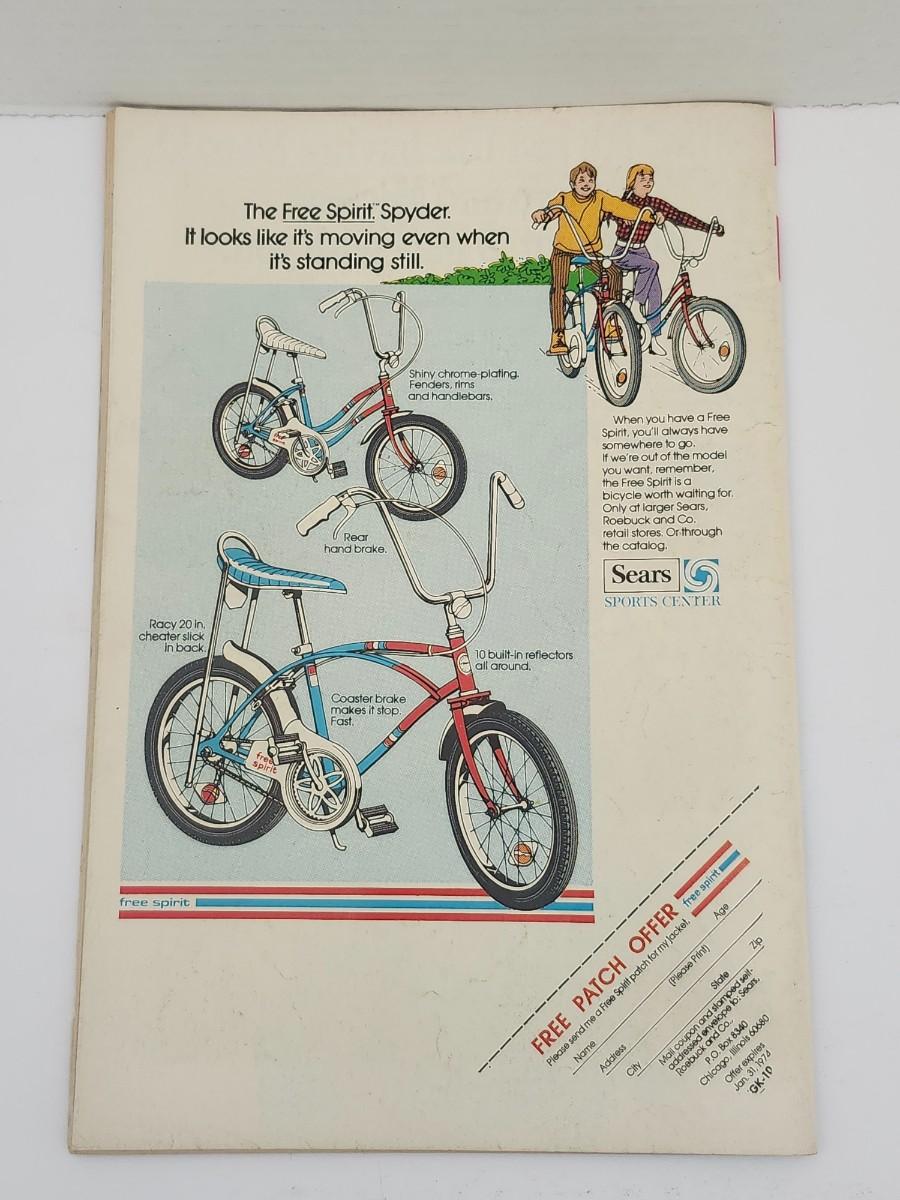 The Free Spirit.™ Spyder.
It looks like it's moving even when
it's standing still.
Shiny chrome-plating.
Fenders, rims
and handlebars.
When you have a Free
Spirit, you'll always have
somewhere to go.
If we're out of the model
you want, remember,
the Free Spirit is a
bicycle worth waiting for.
Only at larger Sears,
Roebuck and Co.
retail stores. Or through
the catalog.
Sears
SPORTS CENTER
Rear
hand brake.
Racy 20 in.
cheater slick
in back.
10 built-in reflectors
all around.
Coaster brake
makes it stop.
Fast.
free
spirit
free spirit
free spirit
FREE PATCH OFFER
Please send me a Free Spirit patch for my jacket.
Name (Please Print) Age
Address
City State Zip
Mail coupon and stamped self-
addressed envelope to: Sears,
Roebuck and Co.,
P.O. Box 8340
Chicago, Illinois 60680
Offer expires
Jan. 31, 1974
GK-10